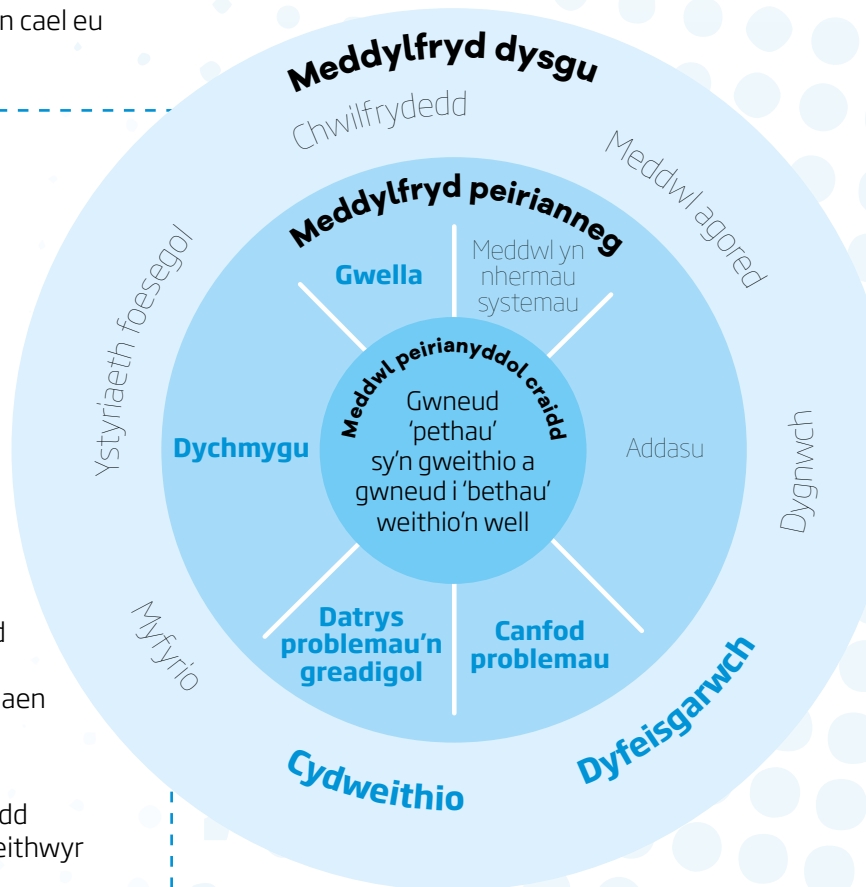 n cael eu
Meddylfryd dysgu
Chwilfrydedd
Meddwl agored
Dygnwch
Dyfeisgarwch
Cydweithio
Myfyrio
Ystyriaeth foesegol
Meddylfryd peirianneg
Gwella
Meddwl yn
nhermau
systemau
Addasu
Canfod
problemau
Datrys
problemau'n
greadigol
Dychmygu
Meddwl peirianyddol craidd
Gwneud
‘pethau’
sy’n gweithio a
gwneud i ‘bethau’
weithio’n well
d
aen
dd
eithwyr